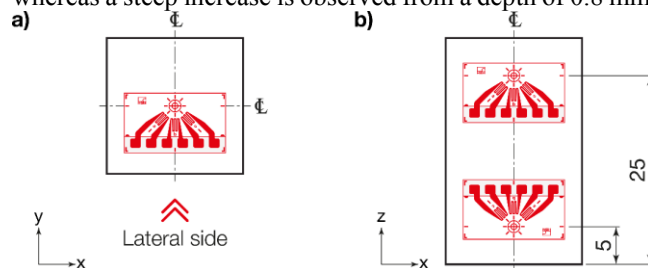 whereas a steep increase is observed from a depth of 0.8 mm
a) ℄ b) ℄
℄
25
y
z
Lateral side
5
x
x